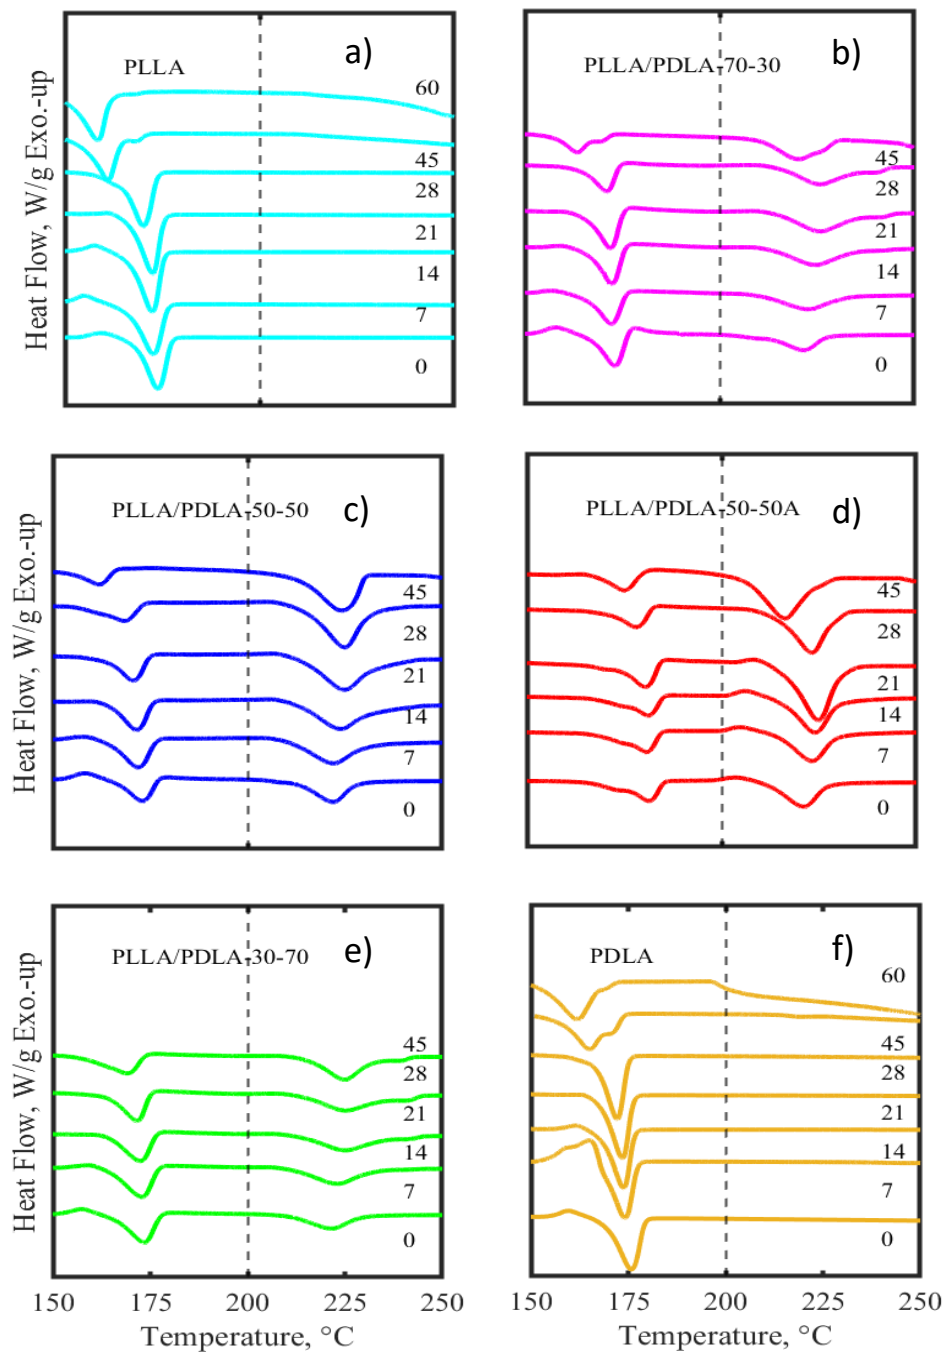 a)
PLLA
60
45
28
21
14
7
0
Heat Flow, W/g Exo.-up
b)
PLLA/PDLA-70-30
45
28
21
14
7
0
c)
PLLA/PDLA-50-50
45
28
21
14
7
0
Heat Flow, W/g Exo.-up
d)
PLLA/PDLA-50-50A
45
28
21
14
7
0
e)
PLLA/PDLA-30-70
45
28
21
14
7
0
Heat Flow, W/g Exo.-up
150 175 200 225 250
Temperature, °C
f)
PDLA
60
45
28
21
14
7
0
150 175 200 225 250
Temperature, °C